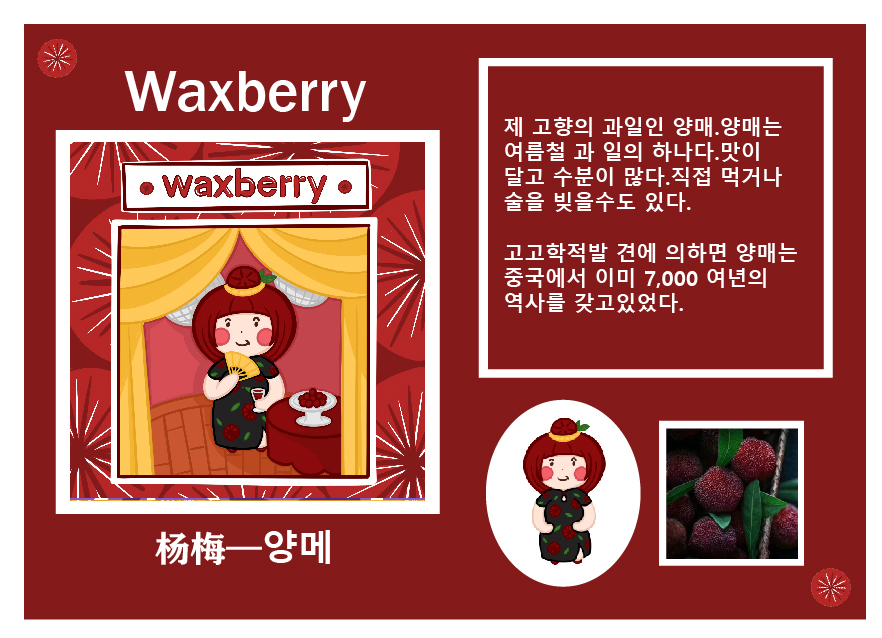 Waxberry
waxberry
杨梅—양메
제 고향의 과일인 양매.양매는
여름철 과 일의 하나다.맛이
달고 수분이 많다.직접 먹거나
술을 빚을수도 있다.
고고학적발 견에 의하면 양매는
중국에서 이미 7,000 여년의
역사를 갖고있었다.